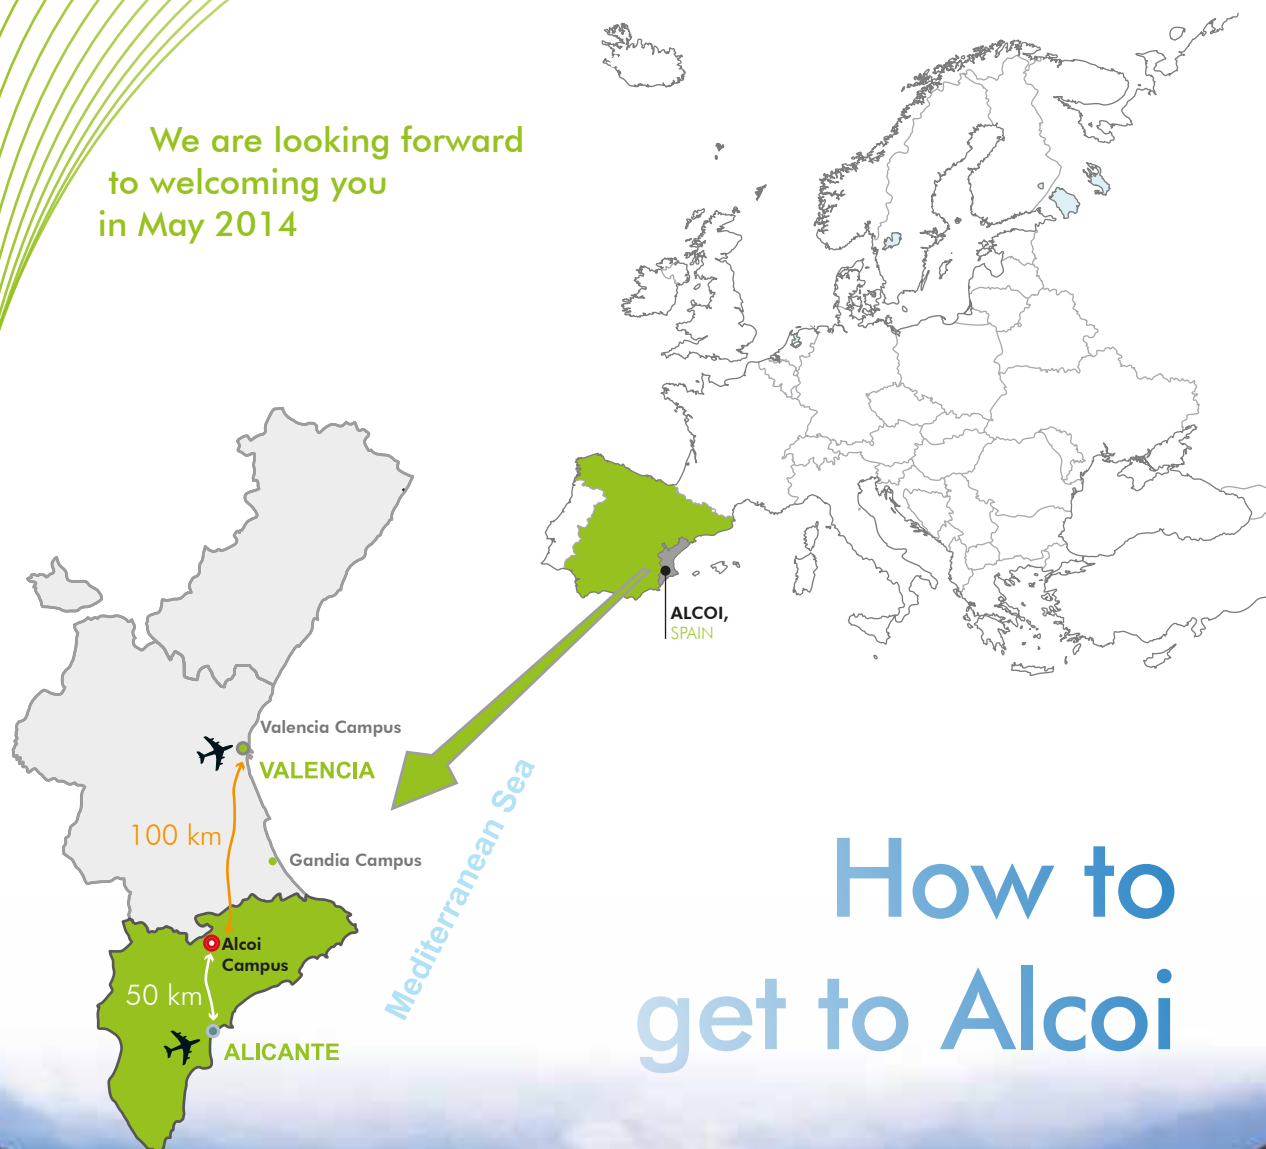 We are looking forward
to welcoming you
in May 2014
ALCOI,
SPAIN
Valencia Campus
VALENCIA
100 km
Gandia Campus
Mediterranean Sea
Alcoi
Campus
50 km
ALICANTE
How to
get to Alcoi